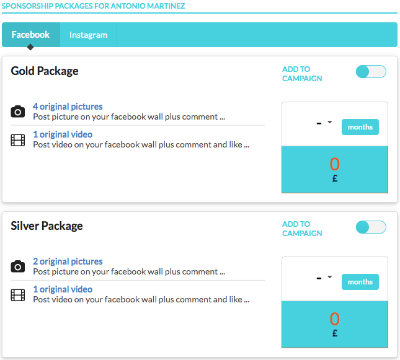 SPONSORSHIP PACKAGES FOR ANTONIO MARTINEZ
Facebook Instagram
Gold Package
ADD TO
CAMPAIGN
4 original pictures
Post picture on your facebook wall plus comment ...
1 original video
Post video on your facebook wall plus comment and like ...
- months
0
£
Silver Package
ADD TO
CAMPAIGN
2 original pictures
Post picture on your facebook wall plus comment ...
1 original video
Post video on your facebook wall plus comment and like ...
- months
0
£